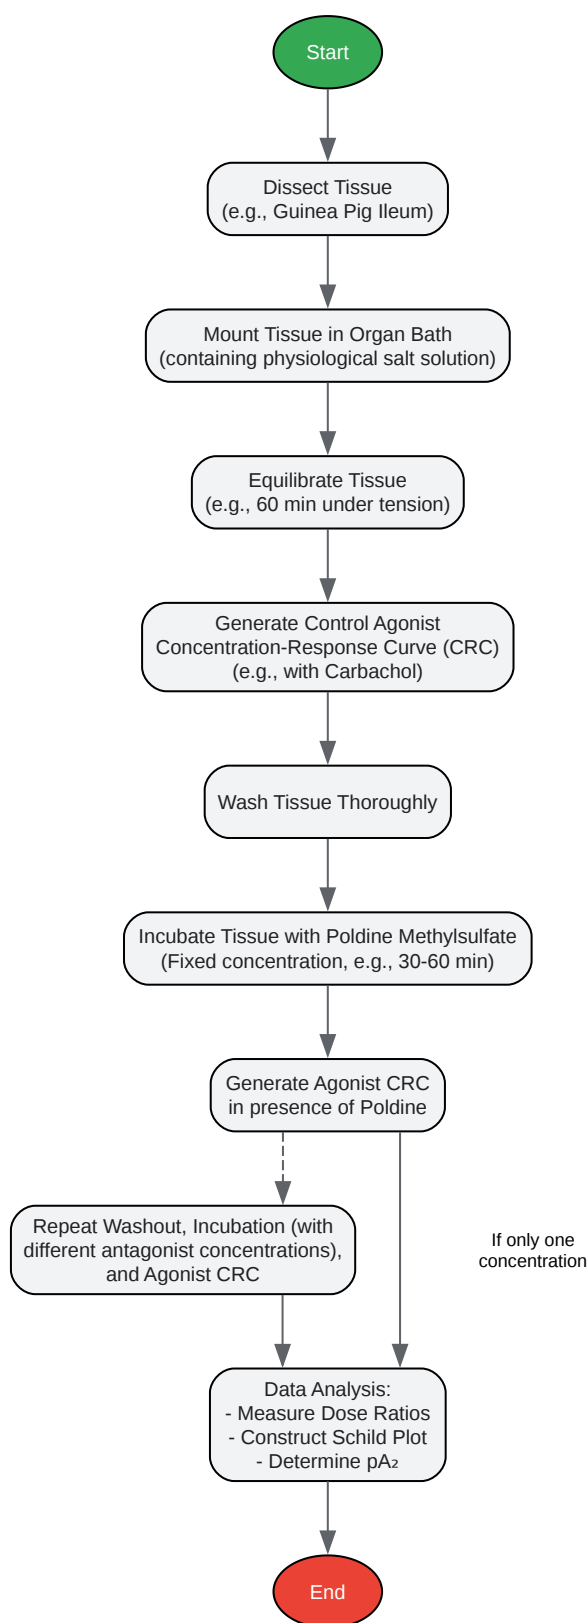 Start
Dissect Tissue
(e.g., Guinea Pig Ileum)
Mount Tissue in Organ Bath
(containing physiological salt solution)
Equilibrate Tissue
(e.g., 60 min under tension)
Generate Control Agonist
Concentration-Response Curve (CRC)
(e.g., with Carbachol)
Wash Tissue Thoroughly
Incubate Tissue with Poldine Methylsulfate
(Fixed concentration, e.g., 30-60 min)
Generate Agonist CRC
in presence of Poldine
Repeat Washout, Incubation (with
different antagonist concentrations),
and Agonist CRC
If only one
concentration
Data Analysis:
- Measure Dose Ratios
- Construct Schild Plot
- Determine pA₂
End